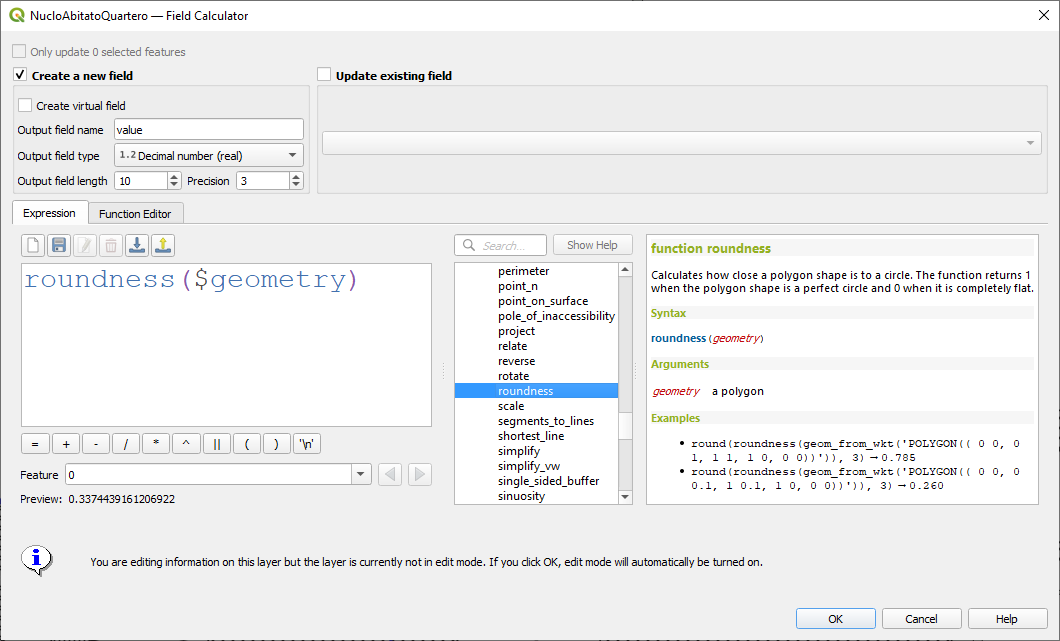 NucloAbitatoQuartero — Field Calculator
Only update 0 selected features
Create a new field
Update existing field
Create virtual field
Output field name value
Output field type 1.2 Decimal number (real)
Output field length 10 Precision 3
Expression Function Editor
Search... Show Help
roundness($geometry)
= + - / * ^ || ( ) '\n'
Feature 0
Preview: 0.3374439161206922
perimeter
point_n
point_on_surface
pole_of_inaccessibility
project
relate
reverse
rotate
roundness
scale
segments_to_lines
shortest_line
simplify
simplify_vw
single_sided_buffer
sinuosity
function roundness
Calculates how close a polygon shape is to a circle. The function returns 1
when the polygon shape is a perfect circle and 0 when it is completely flat.
Syntax
roundness(geometry)
Arguments
geometry a polygon
Examples
• round(roundness(geom_from_wkt('POLYGON(( 0 0, 0
1, 1 1, 1 0, 0 0))')), 3) → 0.785
• round(roundness(geom_from_wkt('POLYGON(( 0 0, 0
0.1, 1 0.1, 1 0, 0 0))')), 3) → 0.260
You are editing information on this layer but the layer is currently not in edit mode. If you click OK, edit mode will automatically be turned on.
OK Cancel Help